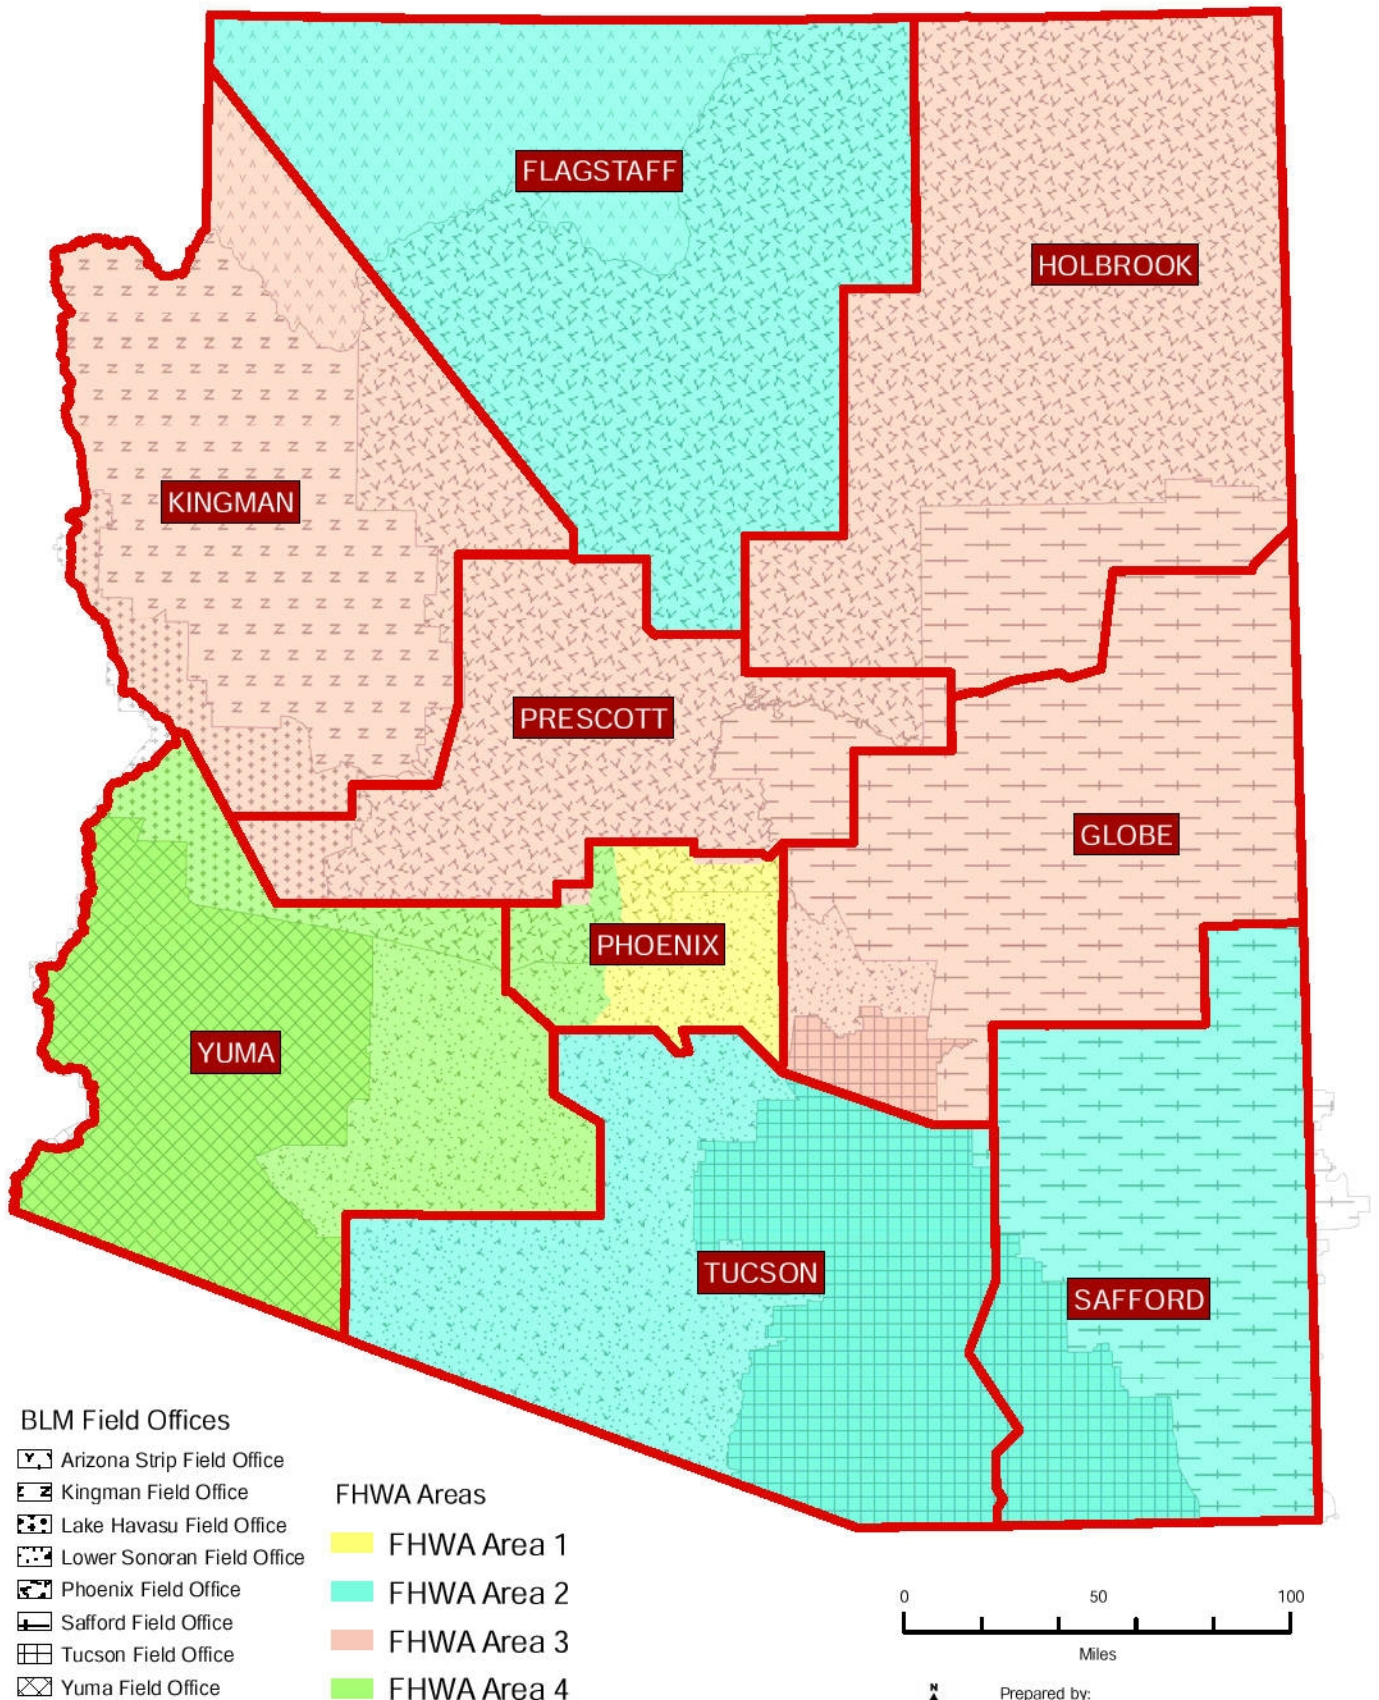 FLAGSTAFF
HOLBROOK
KINGMAN
PRESCOTT
GLOBE
PHOENIX
YUMA
TUCSON
SAFFORD
BLM Field Offices
Arizona Strip Field Office
Kingman Field Office
Lake Havasu Field Office
Lower Sonoran Field Office
Phoenix Field Office
Safford Field Office
Tucson Field Office
Yuma Field Office
FHWA Areas
FHWA Area 1
FHWA Area 2
FHWA Area 3
FHWA Area 4
0 50 100
Miles
N
Prepared by: